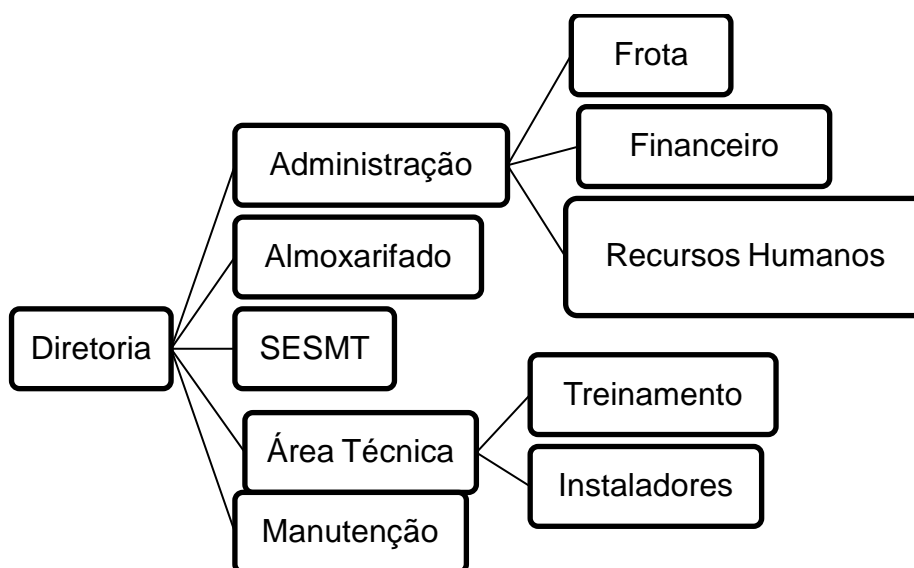 Diretoria
Administração
Frota
Financeiro
Recursos Humanos
Almoxarifado
SESMT
Área Técnica
Treinamento
Instaladores
Manutenção